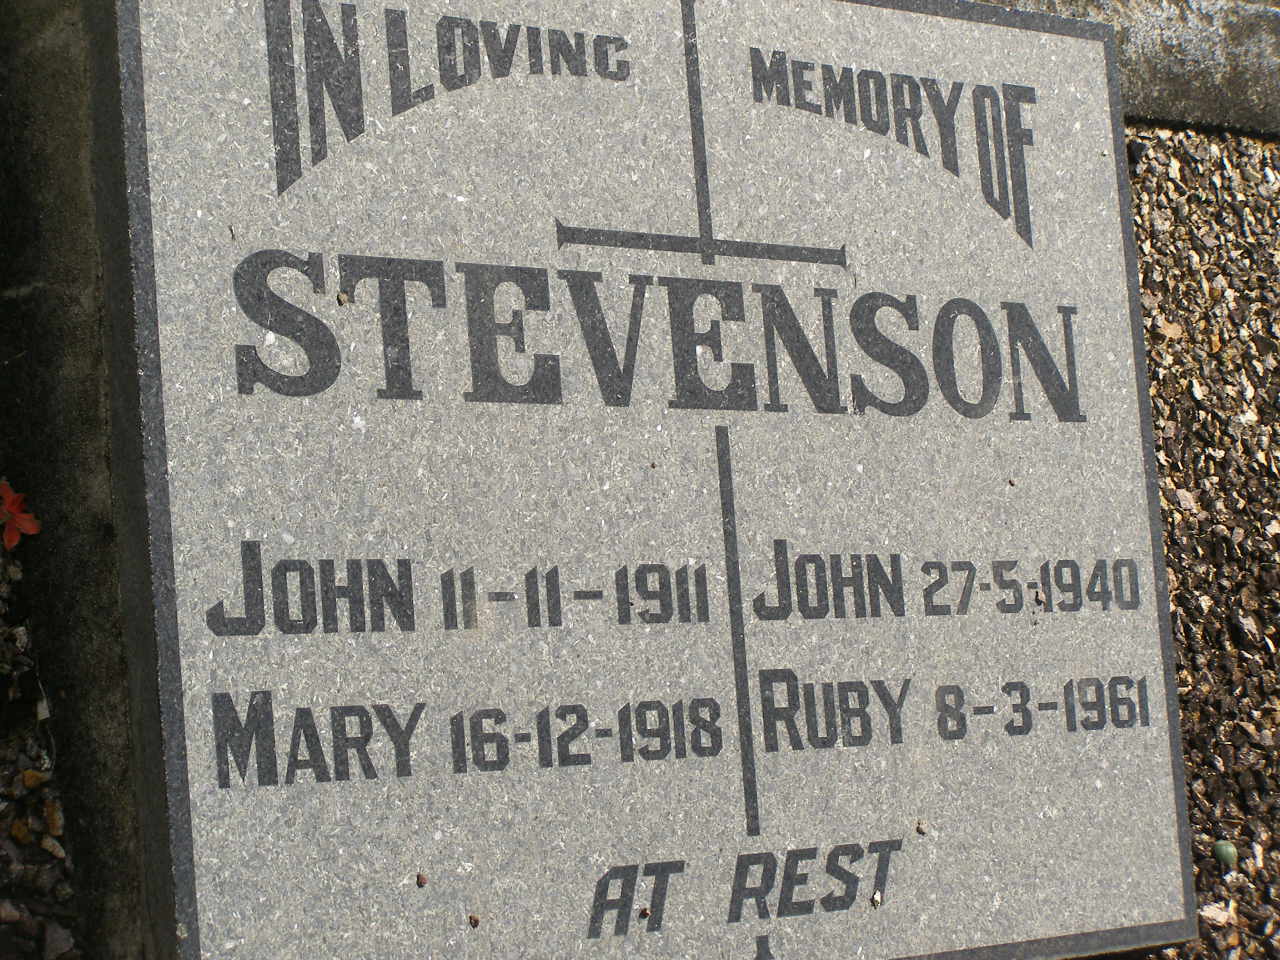 IN LOVING MEMORY OF
STEVENSON
JOHN 11-11-1911 JOHN 27-5-1940
MARY 16-12-1918 RUBY 8-3-1961
AT REST